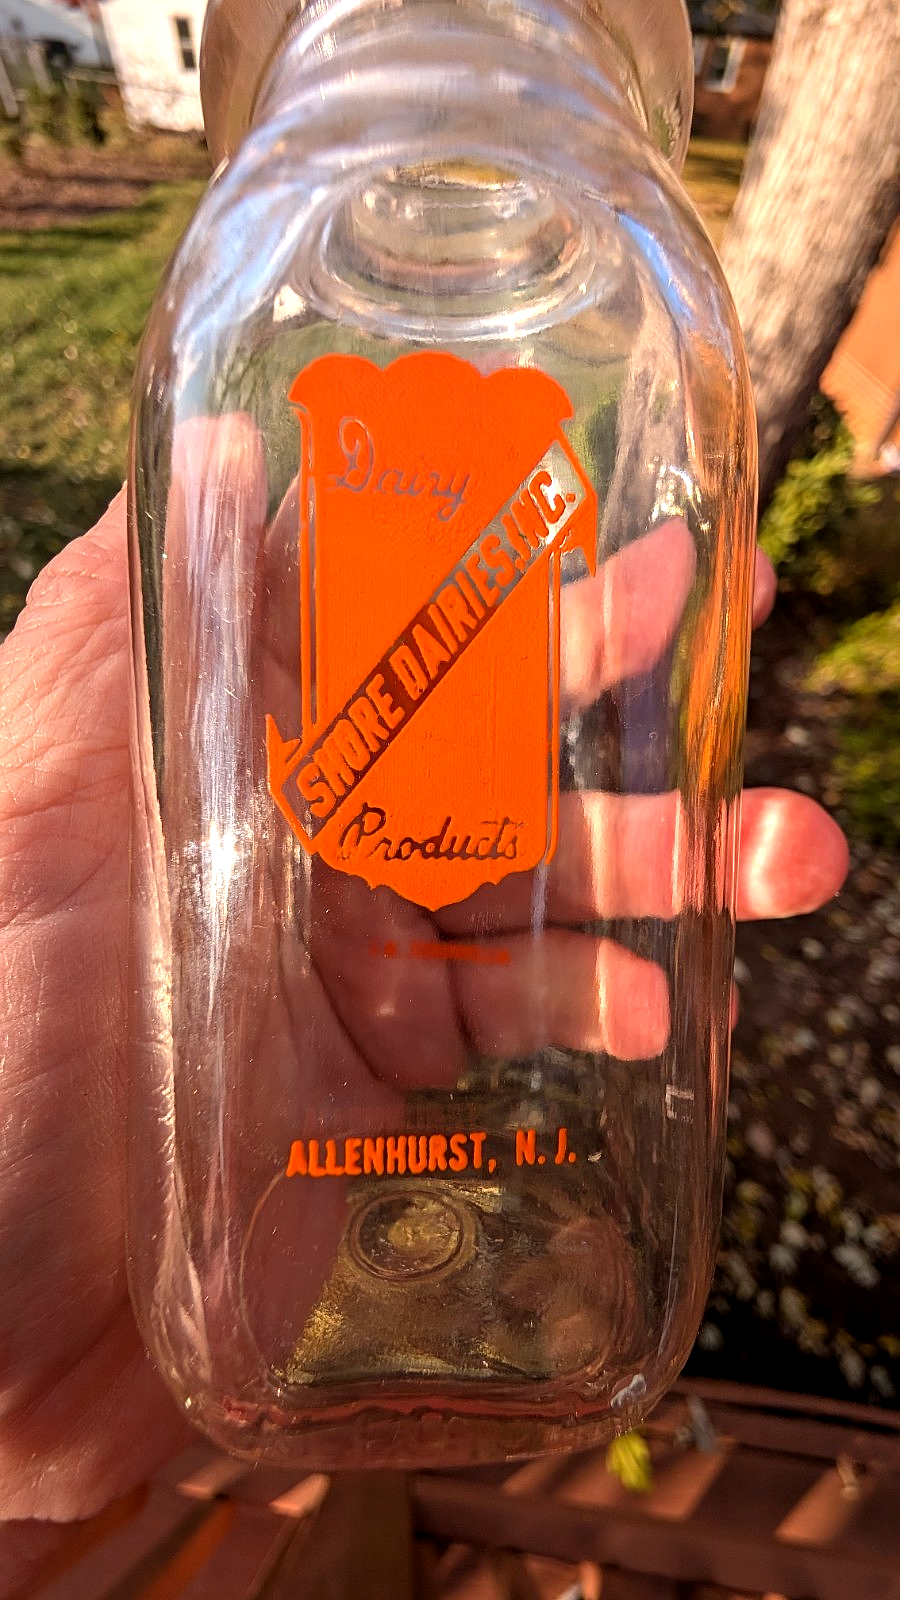 Dairy
SHORE DAIRIES, INC.
Products
ALLENHURST, N.J.